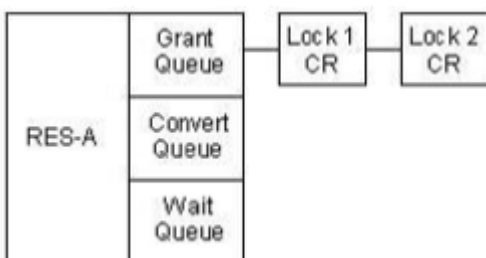 RES-A
Grant
Queue
Convert
Queue
Wait
Queue
Lock 1
CR
Lock 2
CR